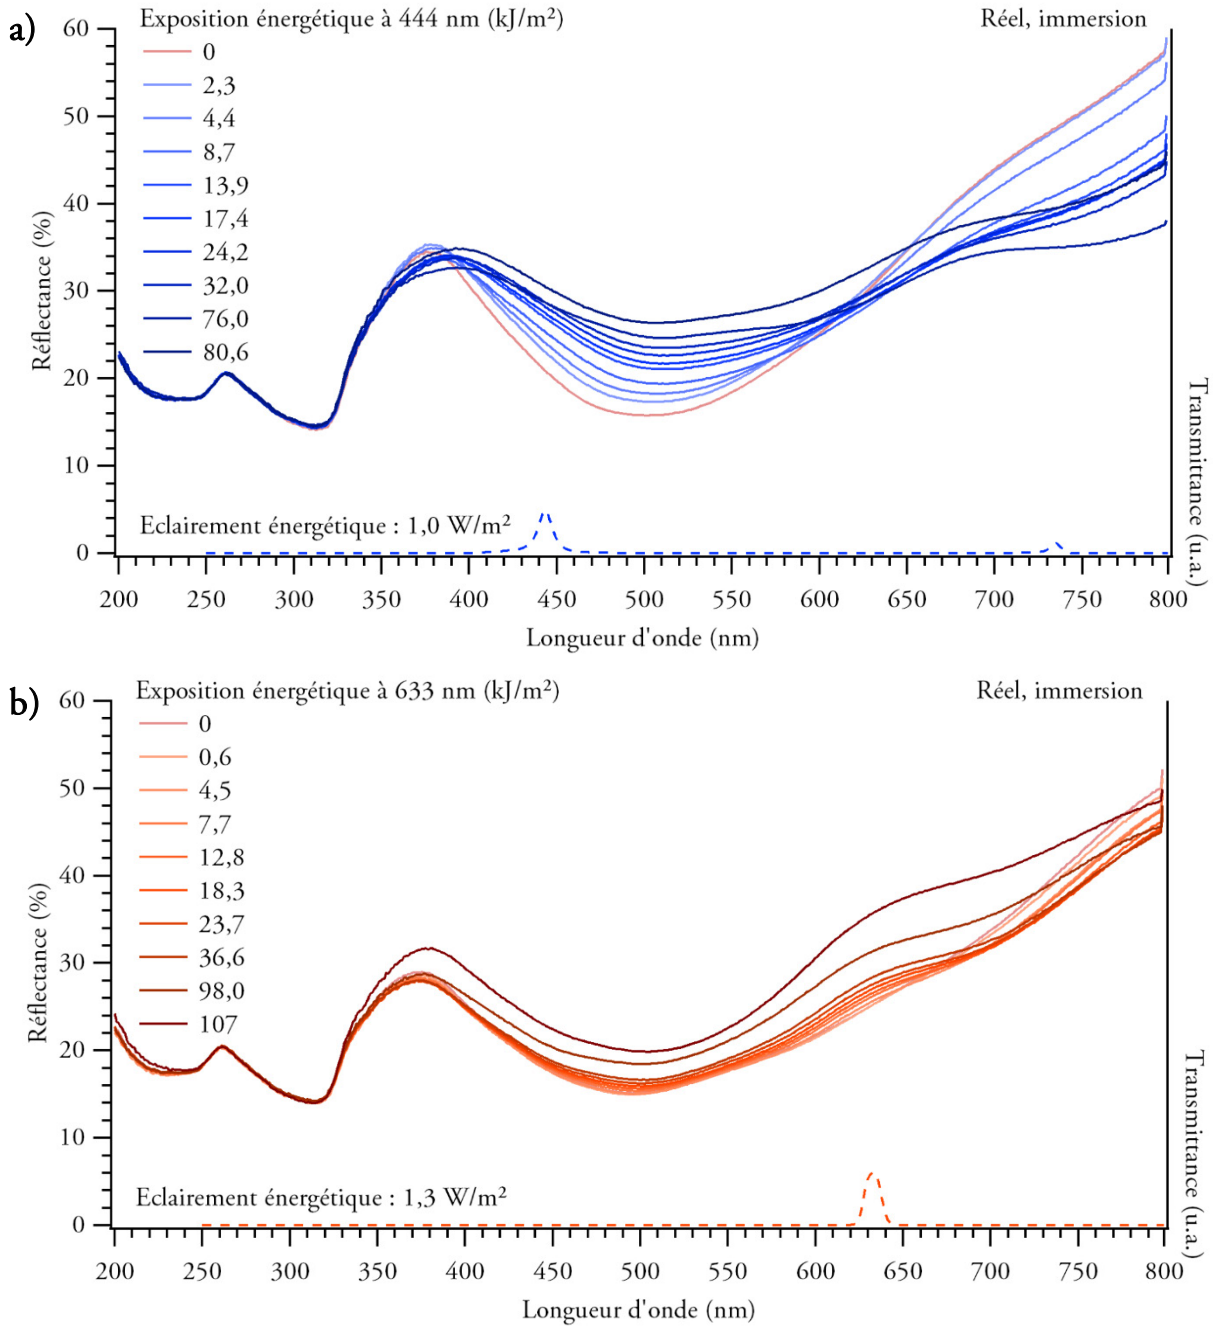 a)
Exposition énergétique à 444 nm (kJ/m²)
Réel, immersion
0
2,3
4,4
8,7
13,9
17,4
24,2
32,0
76,0
80,6
60
50
40
30
20
10
0
Réflectance (%)
Transmittance (u.a.)
Eclairement énergétique : 1,0 W/m²
200 250 300 350 400 450 500 550 600 650 700 750 800
Longueur d'onde (nm)
b)
Exposition énergétique à 633 nm (kJ/m²)
Réel, immersion
0
0,6
4,5
7,7
12,8
18,3
23,7
36,6
98,0
107
60
50
40
30
20
10
0
Réflectance (%)
Transmittance (u.a.)
Eclairement énergétique : 1,3 W/m²
200 250 300 350 400 450 500 550 600 650 700 750 800
Longueur d'onde (nm)